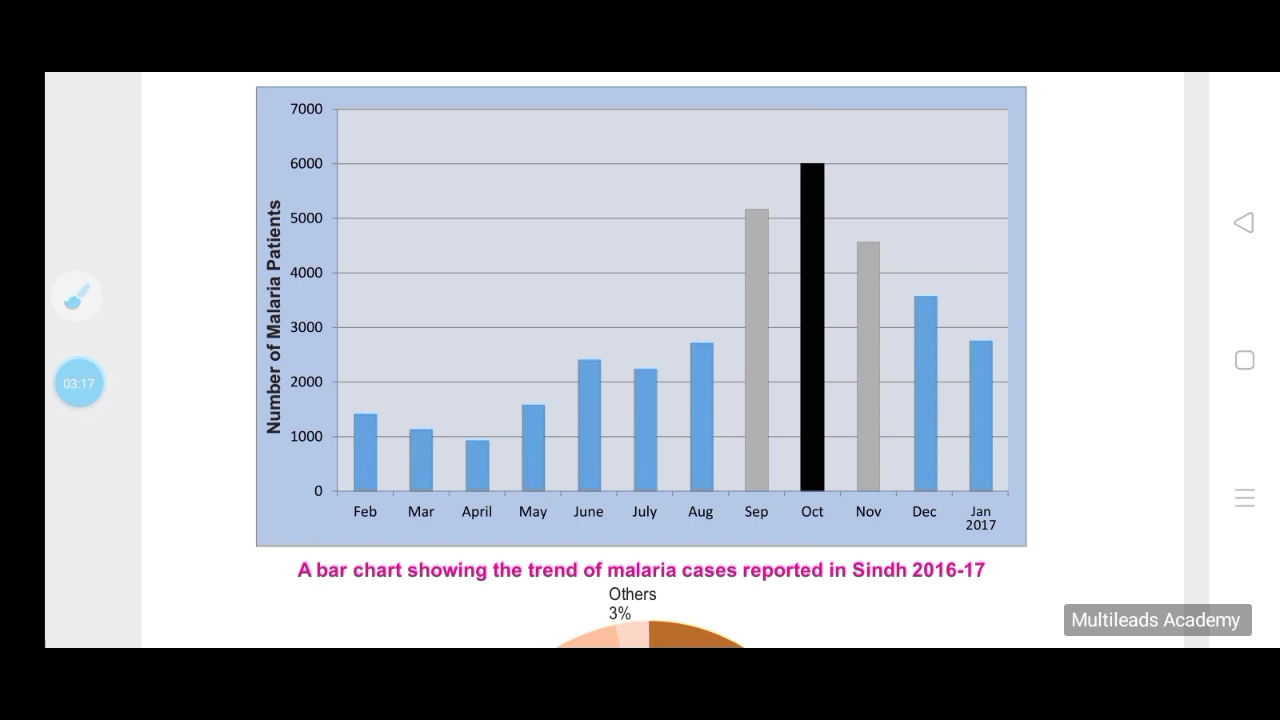 7000
6000
5000
4000
3000
2000
1000
0
Number of Malaria Patients
Feb Mar April May June July Aug Sep Oct Nov Dec Jan
2017
A bar chart showing the trend of malaria cases reported in Sindh 2016-17
Others
3%
03:17
Multileads Academy